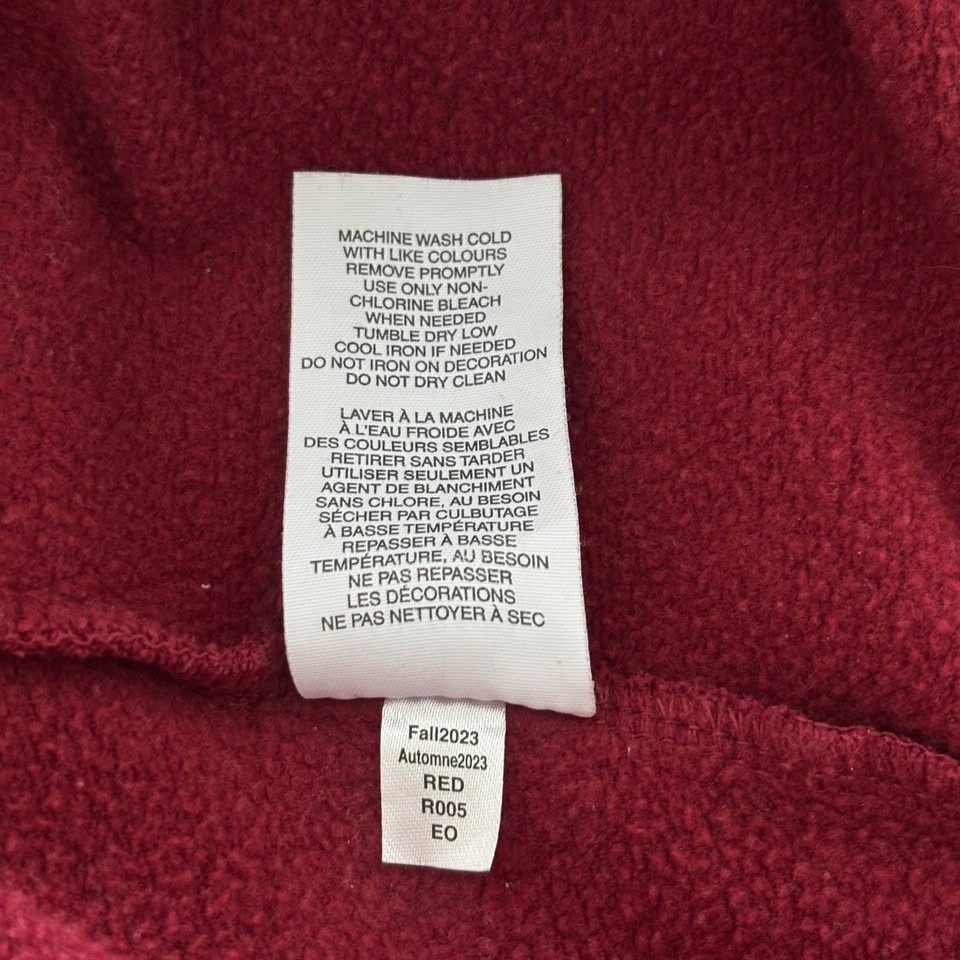 MACHINE WASH COLD
WITH LIKE COLOURS
REMOVE PROMPTLY
USE ONLY NON-
CHLORINE BLEACH
WHEN NEEDED
TUMBLE DRY LOW
COOL IRON IF NEEDED
DO NOT IRON ON DECORATION
DO NOT DRY CLEAN
LAVER À LA MACHINE
À L'EAU FROIDE AVEC
DES COULEURS SEMBLABLES
RETIRER SANS TARDER
UTILISER SEULEMENT UN
AGENT DE BLANCHIMENT
SANS CHLORE, AU BESOIN
SÉCHER PAR CULBUTAGE
À BASSE TEMPÉRATURE
REPASSER À BASSE
TEMPÉRATURE, AU BESOIN
NE PAS REPASSER
LES DÉCORATIONS
NE PAS NETTOYER À SEC
Fall2023
Automne2023
RED
R005
EO